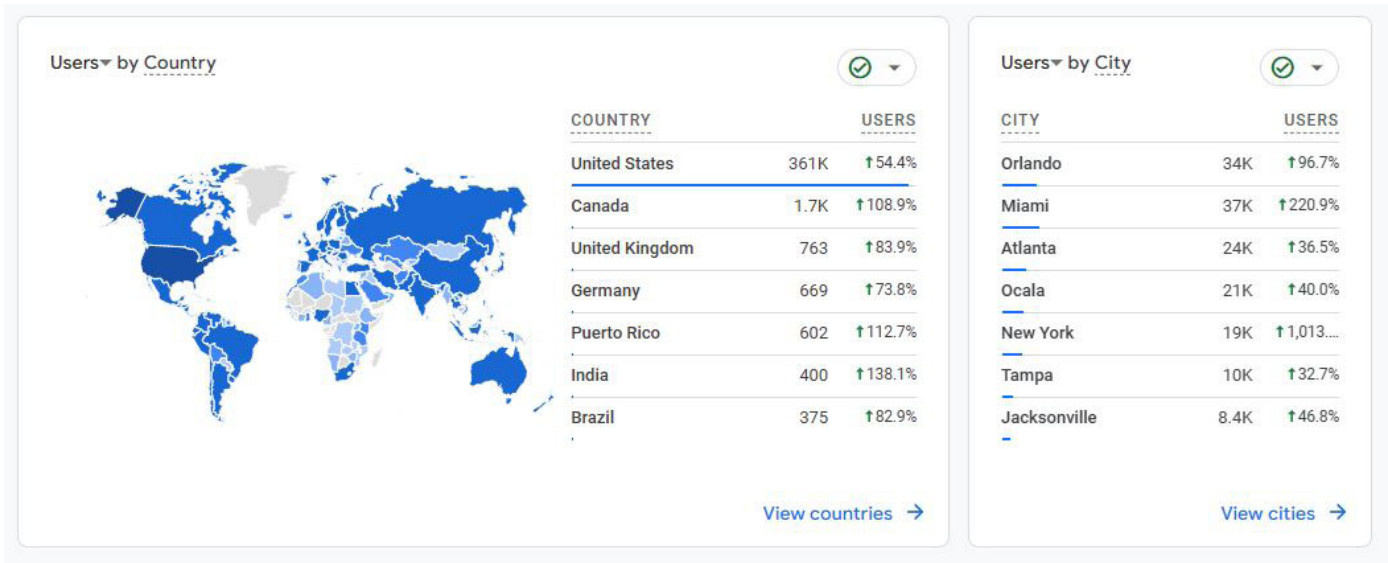 Users by Country
COUNTRY USERS
United States 361K ↑54.4%
Canada 1.7K ↑108.9%
United Kingdom 763 ↑83.9%
Germany 669 ↑73.8%
Puerto Rico 602 ↑112.7%
India 400 ↑138.1%
Brazil 375 ↑82.9%
View countries →
Users by City
CITY USERS
Orlando 34K ↑96.7%
Miami 37K ↑220.9%
Atlanta 24K ↑36.5%
Ocala 21K ↑40.0%
New York 19K ↑1,013....
Tampa 10K ↑32.7%
Jacksonville 8.4K ↑46.8%
View cities →